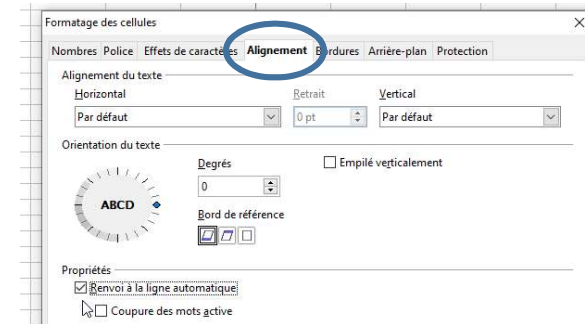 Formatage des cellules
Nombres Police Effets de caractères Alignement Bordures Arrière-plan Protection
Alignement du texte
Horizontal Retrait Vertical
Par défaut 0 pt Par défaut
Orientation du texte
Degrés Empilé verticalement
0
ABCD
Bord de référence
Propriétés
Renvoi à la ligne automatique
Coupure des mots active